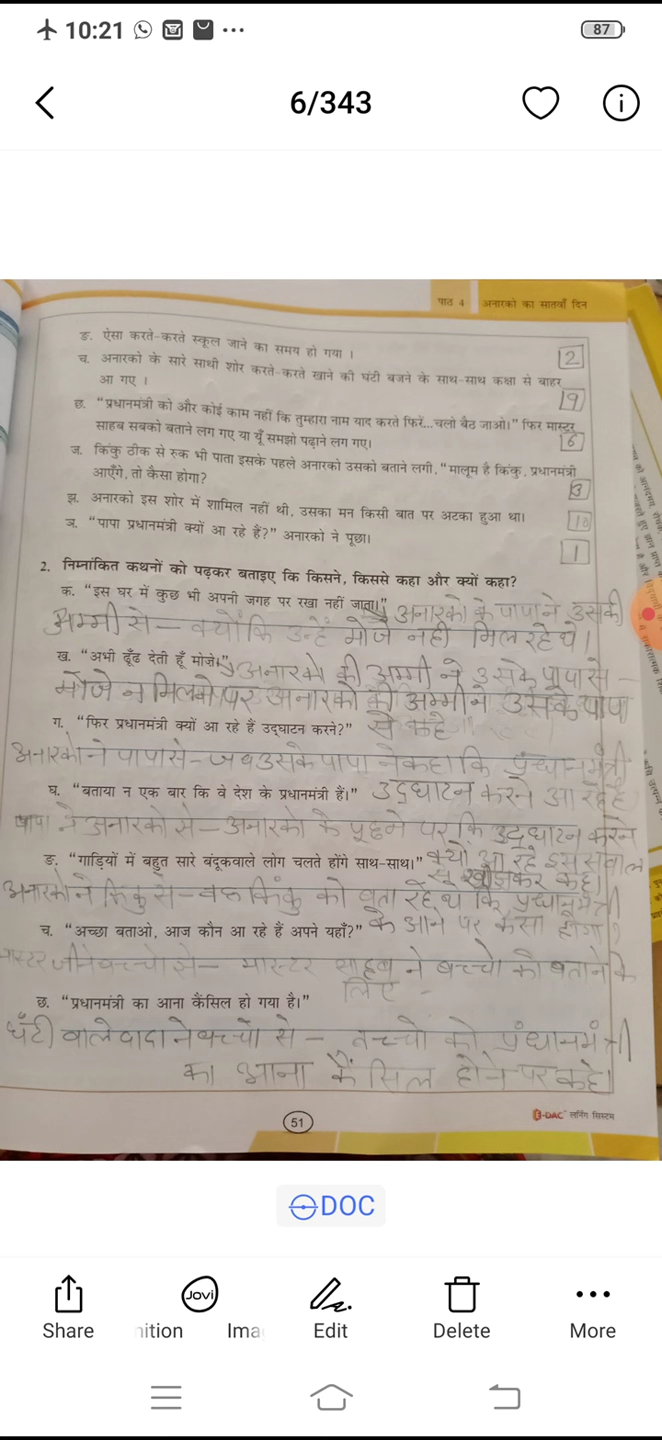 10:21
87
6/343
पाठ 4 अनारको का सातवाँ दिन
ङ. ऐसा करते-करते स्कूल जाने का समय हो गया ।
2
च. अनारको के सारे साथी शोर करते-करते खाने की घंटी बजने के साथ-साथ कक्षा से बाहर
आ गए ।
9
छ. “प्रधानमंत्री को और कोई काम नहीं कि तुम्हारा नाम याद करते फिरें...चलो बैठ जाओ।” फिर मास्टर
साहब सबको बताने लग गए या यूँ समझो पढ़ाने लग गए।
6
ज. किंकु ठीक से रुक भी पाता इसके पहले अनारको उसको बताने लगी, “मालूम है किंकु, प्रधानमंत्री
आएँगे, तो कैसा होगा?
3
झ. अनारको इस शोर में शामिल नहीं थी, उसका मन किसी बात पर अटका हुआ था।
10
ञ. “पापा प्रधानमंत्री क्यों आ रहे हैं?” अनारको ने पूछा।
1
2. निम्नांकित कथनों को पढ़कर बताइए कि किसने, किससे कहा और क्यों कहा?
क. “इस घर में कुछ भी अपनी जगह पर रखा नहीं जाता।” अनारको के पापा ने उसकी
अम्मी से – क्योंकि उन्हें मोजे नही मिल रहे थे।
ख. “अभी ढूँढ देती हूँ मोजे।” अनारको की अम्मी ने उसके पापा से –
मोजे न मिलने पर अनारको की अम्मी ने उसके पापा
ग. “फिर प्रधानमंत्री क्यों आ रहे हैं उद्घाटन करने?” से कहे
अनारको ने पापा से – जब उसके पापा ने कहा कि प्रधानमंत्री
घ. “बताया न एक बार कि वे देश के प्रधानमंत्री हैं।” उद्घाटन करने आ रहे है
पापा ने अनारको से – अनारको के पूछने पर कि उद्घाटन करने
ङ. “गाड़ियों में बहुत सारे बंदूकवाले लोग चलते होंगे साथ-साथ।” क्यों आ रहे इस सवाल
कहे।
अनारको ने किंकु से – किंकु को बता रहे थे कि प्रधानमंत्री
च. “अच्छा बताओ, आज कौन आ रहे हैं अपने यहाँ?” के आने पर कैसा होगा
मास्टर जी ने बच्चो से – मास्टर साहब ने बच्चो को बताने के
लिए -
छ. “प्रधानमंत्री का आना कैंसिल हो गया है।”
घँटी वाले दादा ने बच्चो से – बच्चों को प्रंधानमंत्री
का आना कैंसिल होने पर कहे।
51
E-DAC लर्निंग सिस्टम
DOC
Jovi
Share
nition
Ima
Edit
Delete
More